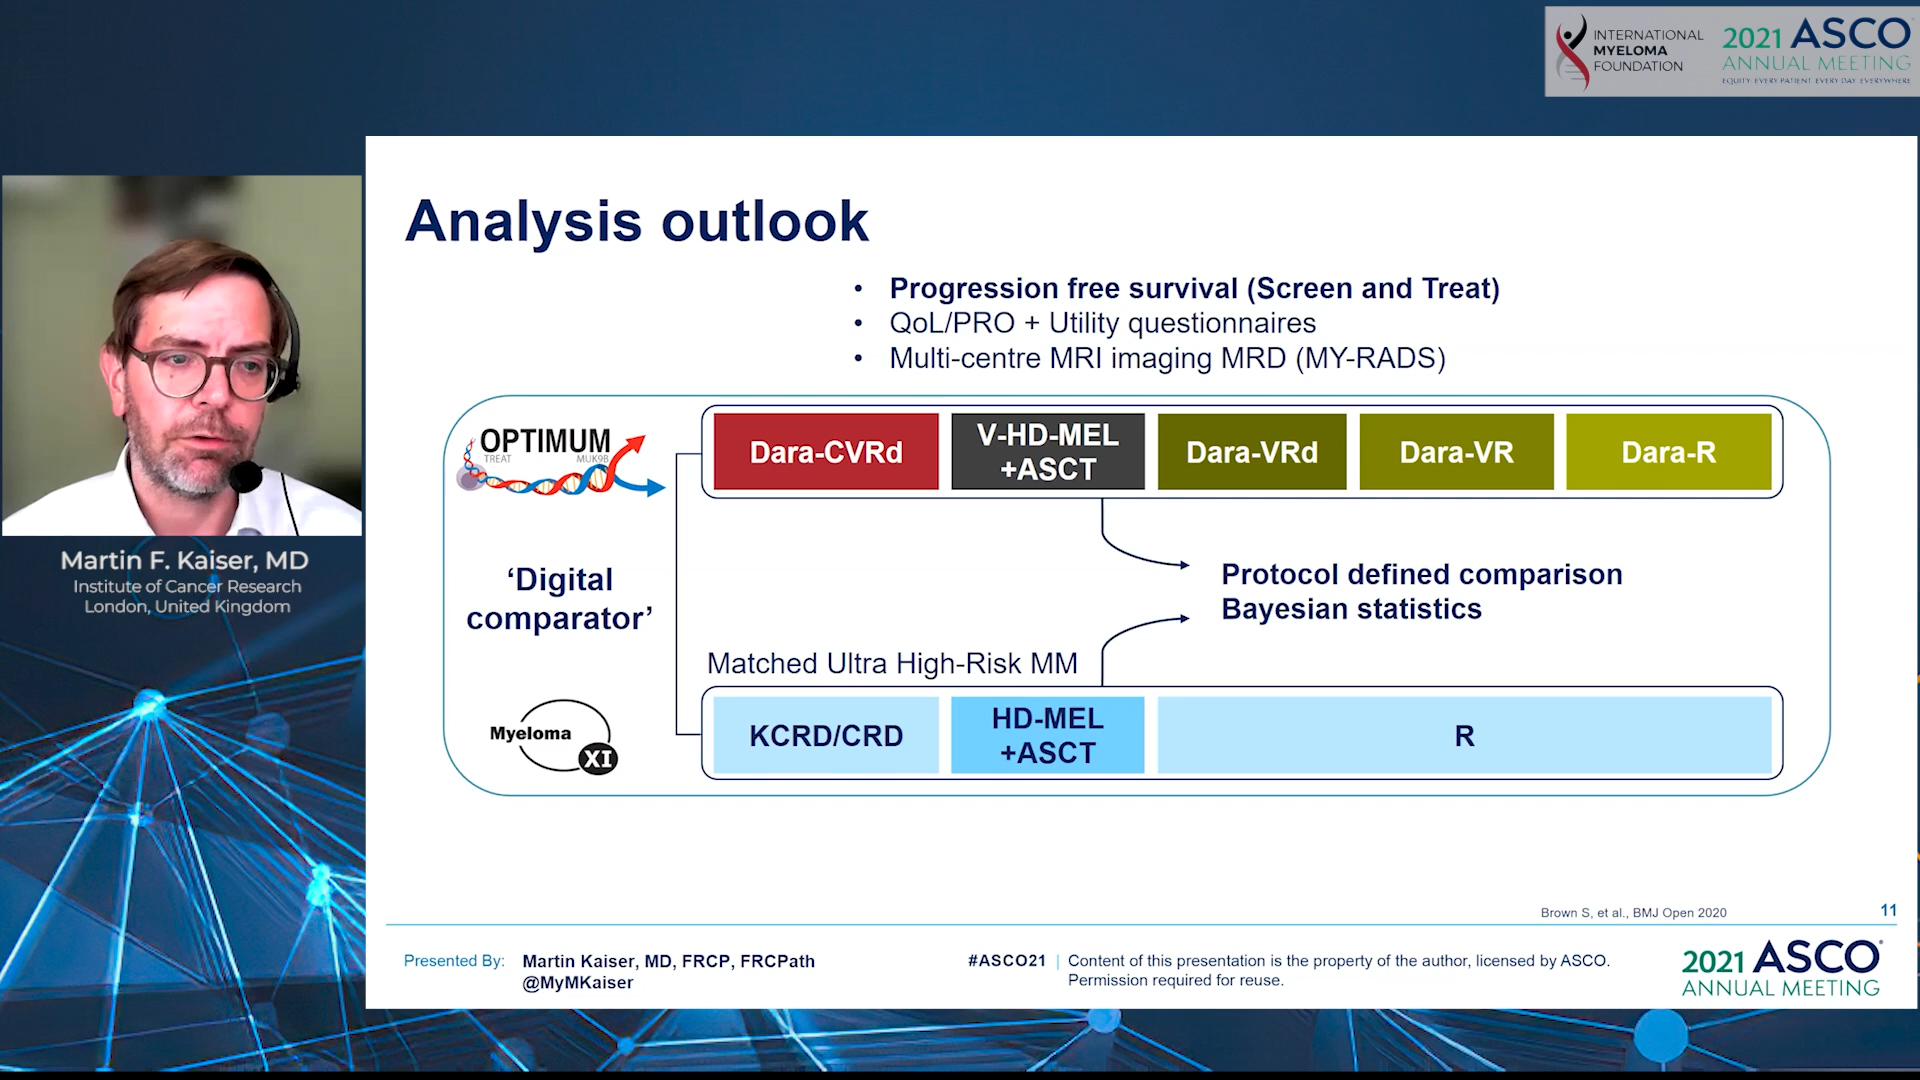 INTERNATIONAL
MYELOMA
FOUNDATION
2021 ASCO
ANNUAL MEETING
EQUITY: EVERY PATIENT. EVERY DAY. EVERYWHERE.
Analysis outlook
• Progression free survival (Screen and Treat)
• QoL/PRO + Utility questionnaires
• Multi-centre MRI imaging MRD (MY-RADS)
OPTIMUM
TREAT MUK9B
Dara-CVRd
V-HD-MEL
+ASCT
Dara-VRd
Dara-VR
Dara-R
Martin F. Kaiser, MD
Institute of Cancer Research
London, United Kingdom
‘Digital
comparator’
Protocol defined comparison
Bayesian statistics
Matched Ultra High-Risk MM
Myeloma
XI
KCRD/CRD
HD-MEL
+ASCT
R
Brown S, et al., BMJ Open 2020
11
Presented By: Martin Kaiser, MD, FRCP, FRCPath
@MyMKaiser
#ASCO21 | Content of this presentation is the property of the author, licensed by ASCO.
Permission required for reuse.
2021 ASCO®
ANNUAL MEETING